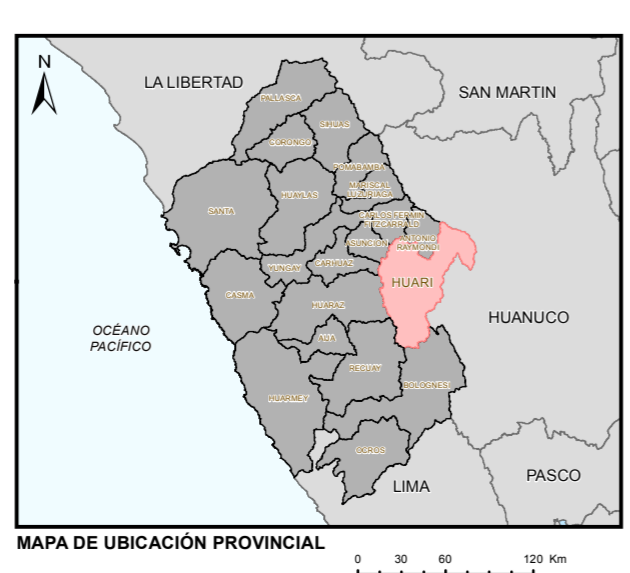 N
LA LIBERTAD
SAN MARTIN
PALLASCA
SIHUAS
CORONGO
POMABAMBA
MARISCAL
LUZURIAGA
HUAYLAS
SANTA
CARLOS FERMIN
FITZCARRALD
ANTONIO
RAYMONDI
ASUNCION
CARHUAZ
YUNGAY
HUARI
CASMA
HUARAZ
HUANUCO
OCÉANO
PACÍFICO
AIJA
RECUAY
BOLOGNESI
HUARMEY
OCROS
LIMA
PASCO
MAPA DE UBICACIÓN PROVINCIAL
0 30 60 120 Km